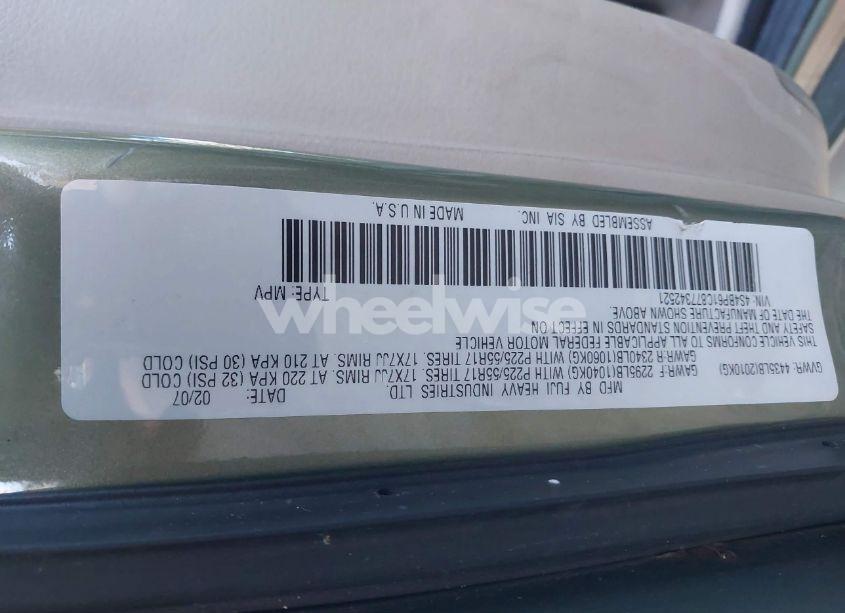 MFD BY FUJI HEAVY INDUSTRIES LTD. DATE: 02/07
GVWR: 4435LB(2010KG) GAWR-F: 2295LB(1040KG) WITH P225/55R17 TIRES. 17X7JJ RIMS. AT 220 KPA (32 PSI) COLD
GAWR-R: 2340LB(1060KG) WITH P225/55R17 TIRES. 17X7JJ RIMS. AT 210 KPA (30 PSI) COLD
THIS VEHICLE CONFORMS TO ALL APPLICABLE FEDERAL MOTOR VEHICLE
SAFETY AND THEFT PREVENTION STANDARDS IN EFFECT ON
THE DATE OF MANUFACTURE SHOWN ABOVE.
VIN: 4S4BP61C877342521 TYPE: MPV
ASSEMBLED BY SIA INC. MADE IN U.S.A.
wheelwise